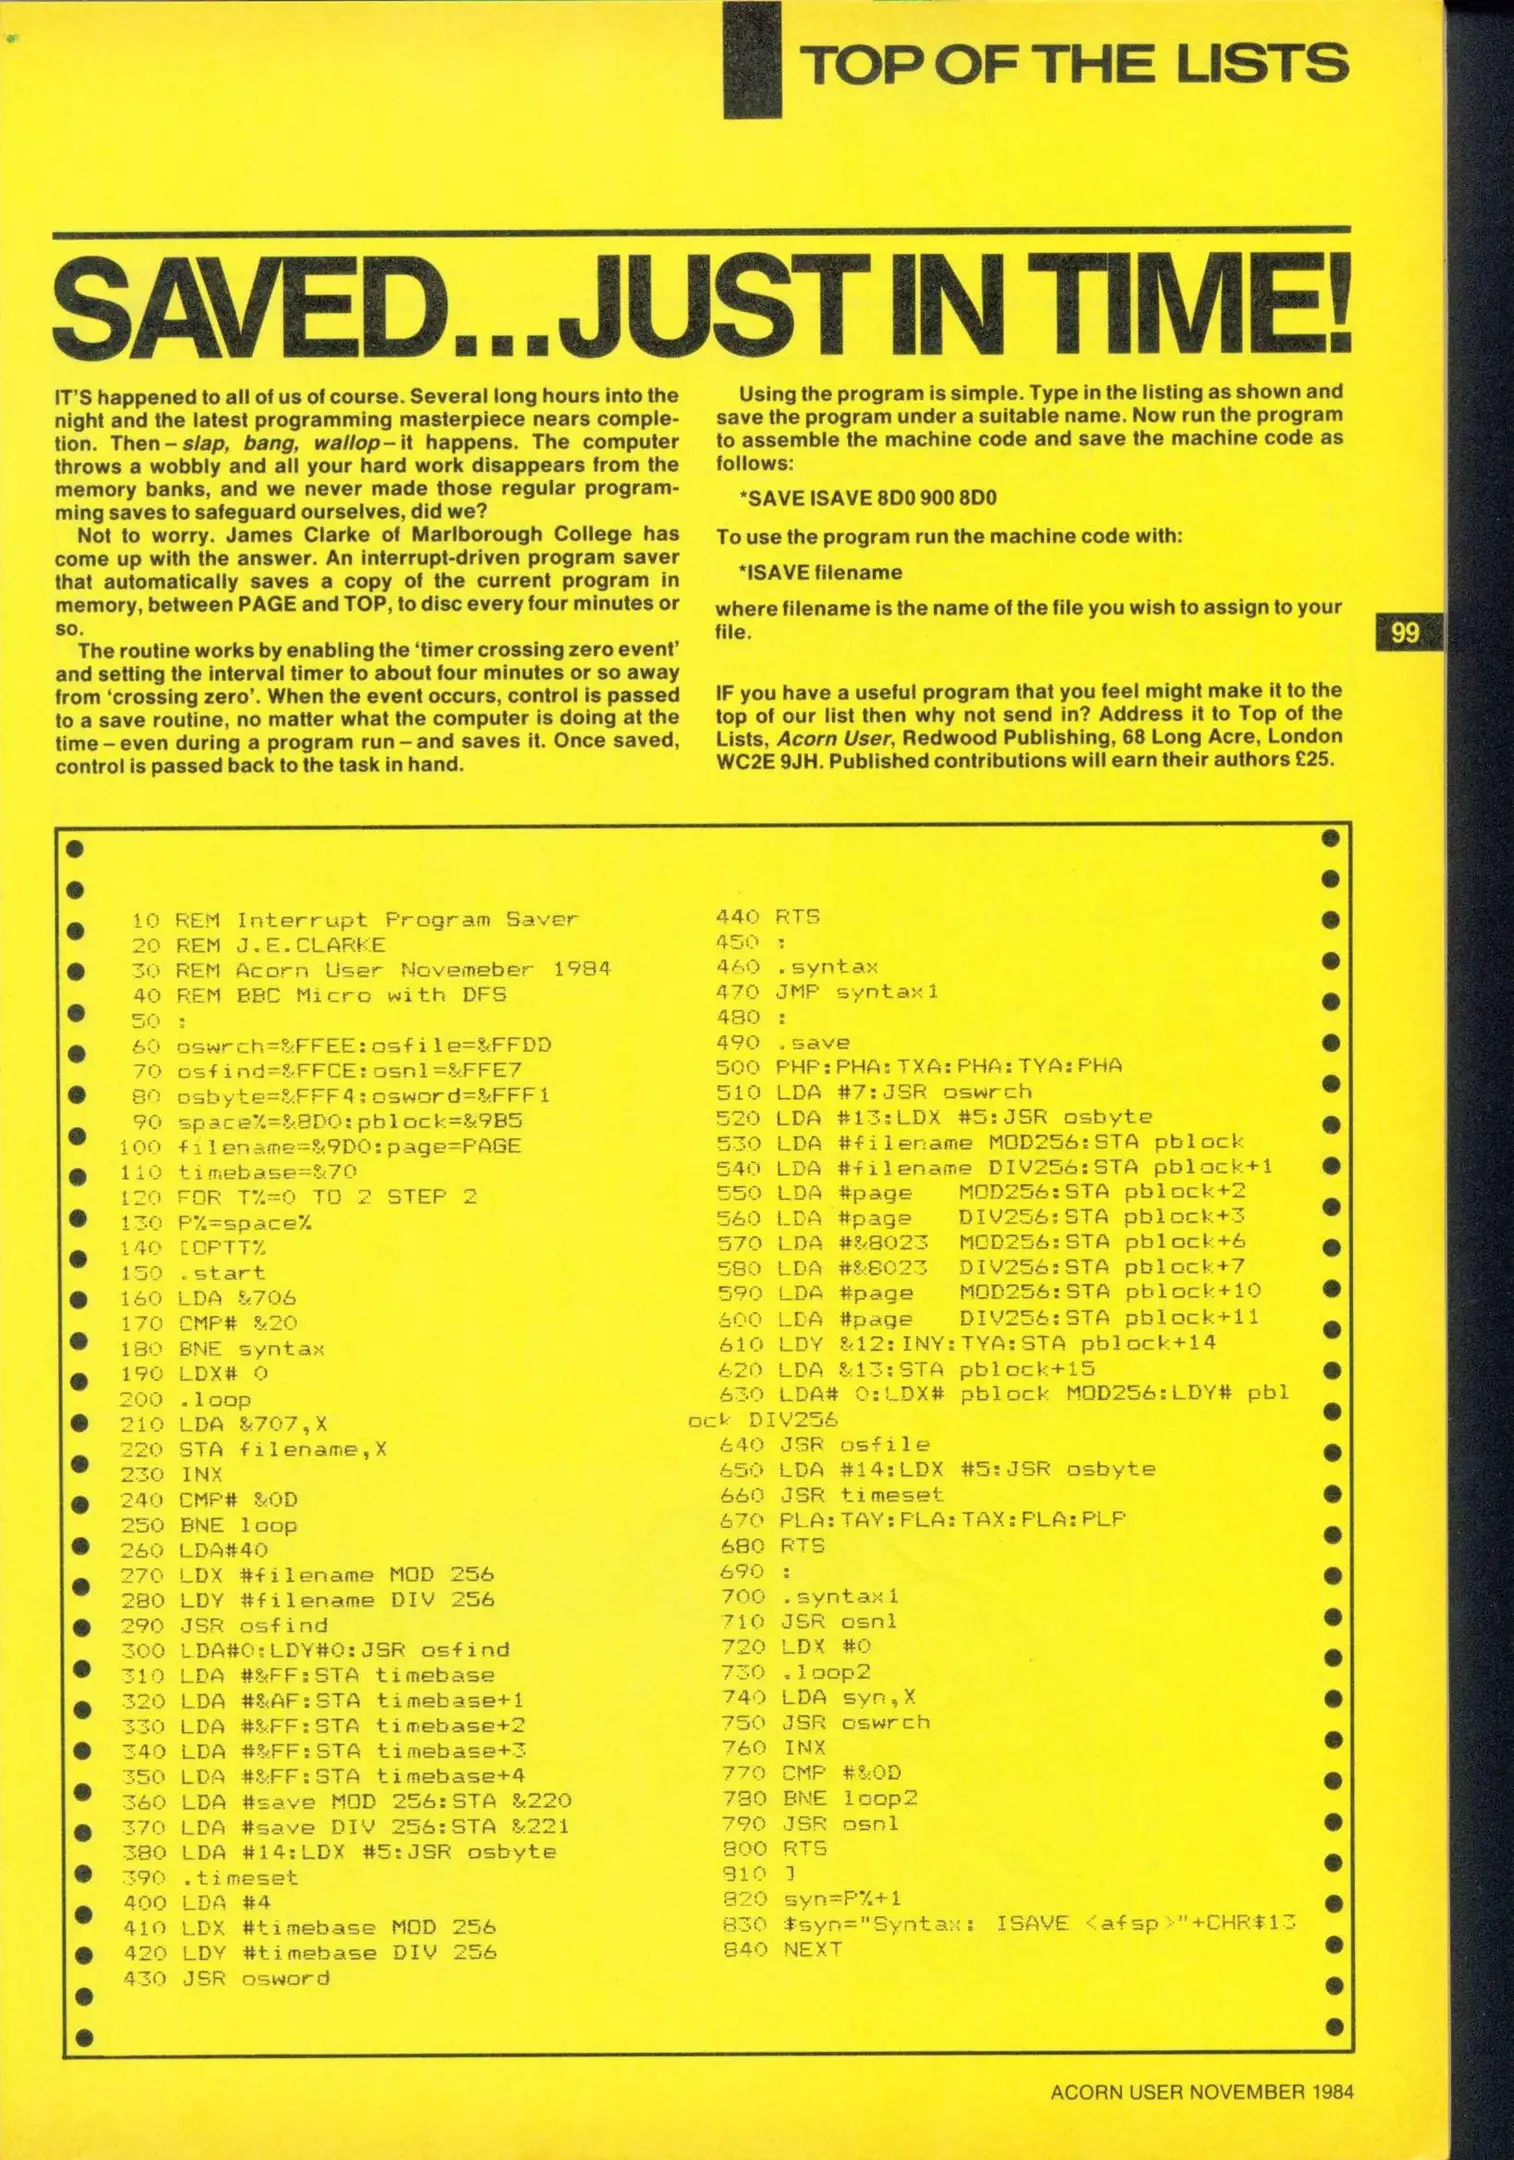 TOP OF THE LISTS
SAVED...JUST IN TIME!
IT'S happened to all of us of course. Several long hours into the
night and the latest programming masterpiece nears comple-
tion. Then – slap, bang, wallop – it happens. The computer
throws a wobbly and all your hard work disappears from the
memory banks, and we never made those regular program-
ming saves to safeguard ourselves, did we?
Not to worry. James Clarke of Marlborough College has
come up with the answer. An interrupt-driven program saver
that automatically saves a copy of the current program in
memory, between PAGE and TOP, to disc every four minutes or
so.
The routine works by enabling the 'timer crossing zero event'
and setting the interval timer to about four minutes or so away
from 'crossing zero'. When the event occurs, control is passed
to a save routine, no matter what the computer is doing at the
time – even during a program run – and saves it. Once saved,
control is passed back to the task in hand.
Using the program is simple. Type in the listing as shown and
save the program under a suitable name. Now run the program
to assemble the machine code and save the machine code as
follows:
*SAVE ISAVE 8D0 900 8D0
To use the program run the machine code with:
*ISAVE filename
where filename is the name of the file you wish to assign to your
file.
IF you have a useful program that you feel might make it to the
top of our list then why not send in? Address it to Top of the
Lists, Acorn User, Redwood Publishing, 68 Long Acre, London
WC2E 9JH. Published contributions will earn their authors £25.
99
10 REM Interrupt Program Saver
20 REM J.E.CLARKE
30 REM Acorn User Novemeber 1984
40 REM BBC Micro with DFS
50 :
60 oswrch=&FFEE:osfile=&FFDD
70 osfind=&FFCE:osnl=&FFE7
80 osbyte=&FFF4:osword=&FFF1
90 space%=&8D0:pblock=&9B5
100 filename=&9D0:page=PAGE
110 timebase=&70
120 FOR T%=0 TO 2 STEP 2
130 P%=space%
140 [OPTT%
150 .start
160 LDA &706
170 CMP# &20
180 BNE syntax
190 LDX# 0
200 .loop
210 LDA &707,X
220 STA filename,X
230 INX
240 CMP# &0D
250 BNE loop
260 LDA#40
270 LDX #filename MOD 256
280 LDY #filename DIV 256
290 JSR osfind
300 LDA#0:LDY#0:JSR osfind
310 LDA #&FF:STA timebase
320 LDA #&AF:STA timebase+1
330 LDA #&FF:STA timebase+2
340 LDA #&FF:STA timebase+3
350 LDA #&FF:STA timebase+4
360 LDA #save MOD 256:STA &220
370 LDA #save DIV 256:STA &221
380 LDA #14:LDX #5:JSR osbyte
390 .timeset
400 LDA #4
410 LDX #timebase MOD 256
420 LDY #timebase DIV 256
430 JSR osword
440 RTS
450 :
460 .syntax
470 JMP syntax1
480 :
490 .save
500 PHP:PHA:TXA:PHA:TYA:PHA
510 LDA #7:JSR oswrch
520 LDA #13:LDX #5:JSR osbyte
530 LDA #filename MOD256:STA pblock
540 LDA #filename DIV256:STA pblock+1
550 LDA #page MOD256:STA pblock+2
560 LDA #page DIV256:STA pblock+3
570 LDA #&8023 MOD256:STA pblock+6
580 LDA #&8023 DIV256:STA pblock+7
590 LDA #page MOD256:STA pblock+10
600 LDA #page DIV256:STA pblock+11
610 LDY &12:INY:TYA:STA pblock+14
620 LDA &13:STA pblock+15
630 LDA# 0:LDX# pblock MOD256:LDY# pbl
ock DIV256
640 JSR osfile
650 LDA #14:LDX #5:JSR osbyte
660 JSR timeset
670 PLA:TAY:PLA:TAX:PLA:PLP
680 RTS
690 :
700 .syntax1
710 JSR osnl
720 LDX #0
730 .loop2
740 LDA syn,X
750 JSR oswrch
760 INX
770 CMP #&0D
780 BNE loop2
790 JSR osnl
800 RTS
810 ]
820 syn=P%+1
830 $syn="Syntax: ISAVE <afsp>"+CHR$13
840 NEXT
ACORN USER NOVEMBER 1984